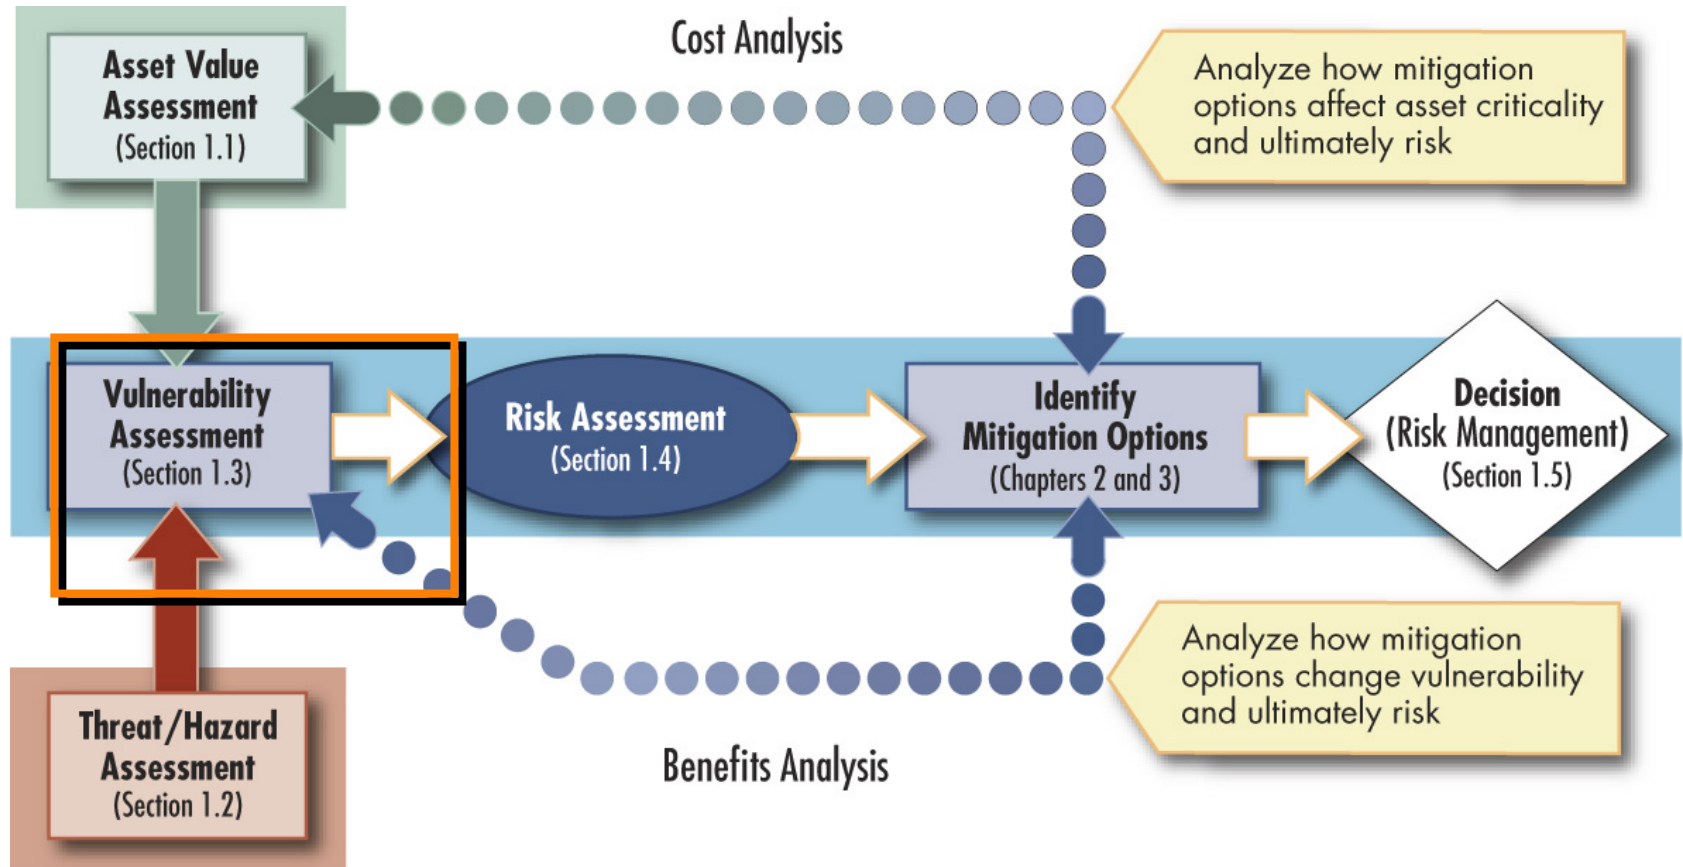 Cost Analysis
Asset Value
Assessment
(Section 1.1)
Analyze how mitigation
options affect asset criticality
and ultimately risk
Vulnerability
Assessment
(Section 1.3)
Risk Assessment
(Section 1.4)
Identify
Mitigation Options
(Chapters 2 and 3)
Decision
(Risk Management)
(Section 1.5)
Analyze how mitigation
options change vulnerability
and ultimately risk
Threat/Hazard
Assessment
(Section 1.2)
Benefits Analysis